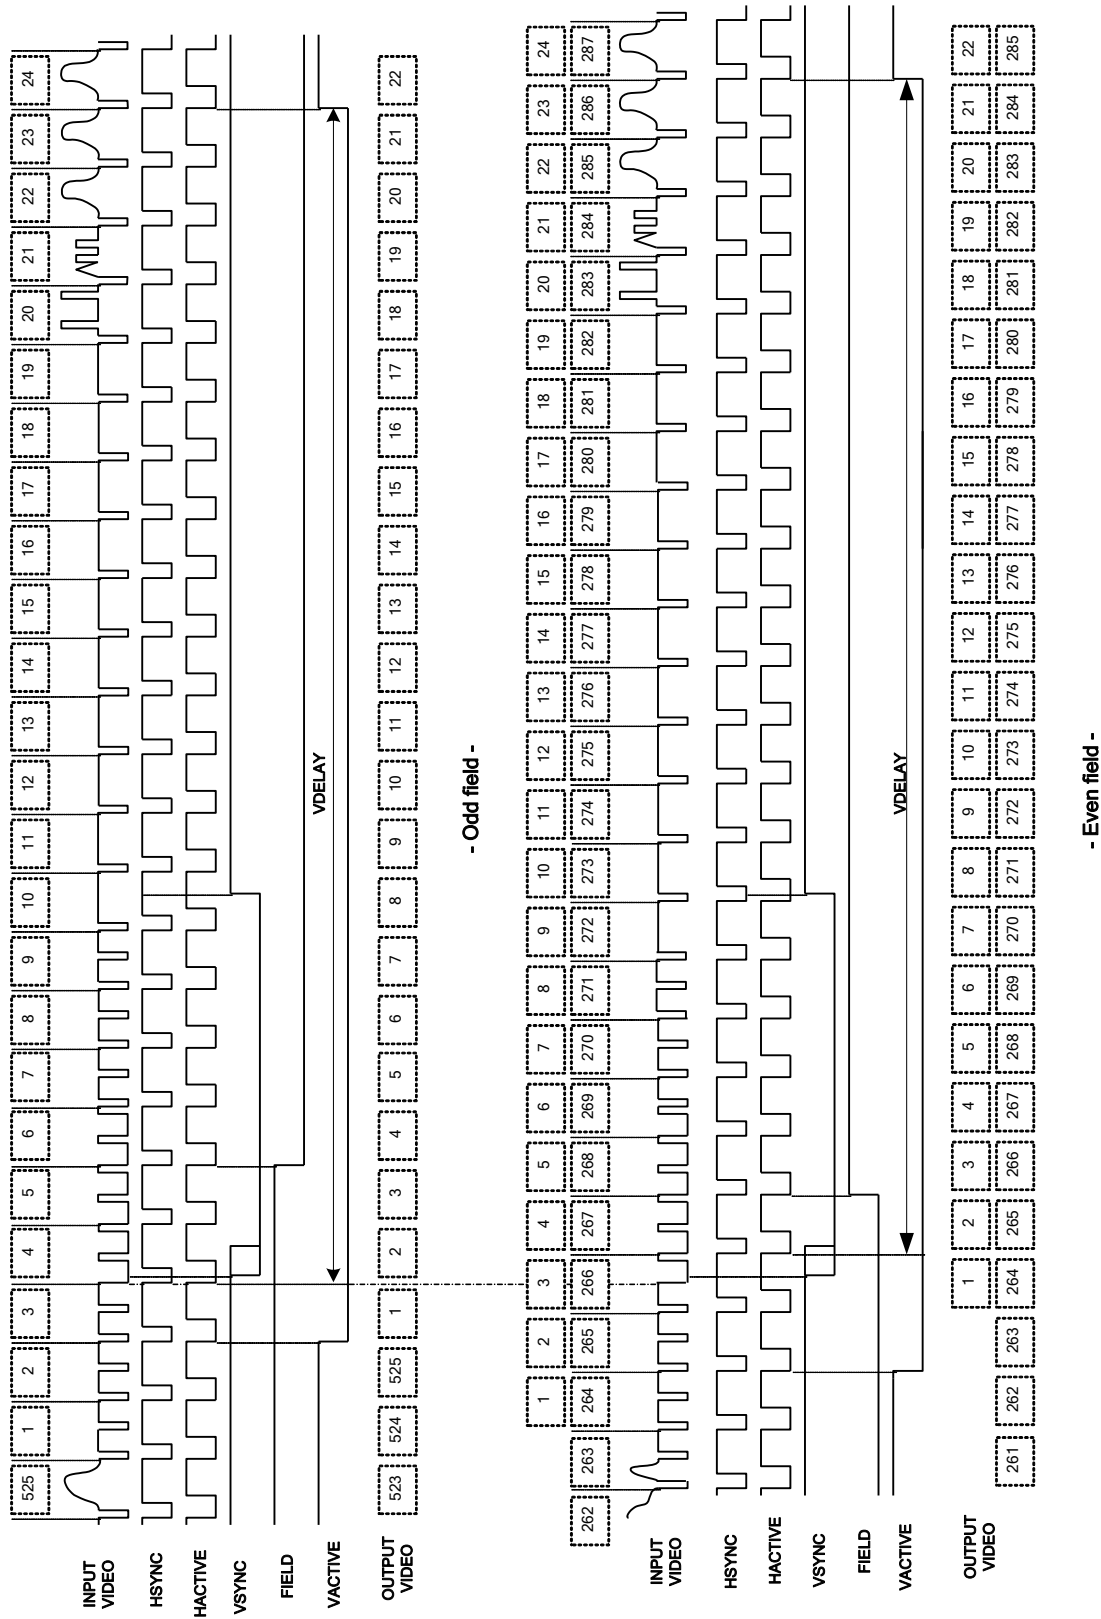 525 1 2 3 4 5 6 7 8 9 10 11 12 13 14 15 16 17 18 19 20 21 22 23 24
INPUT
VIDEO
HSYNC
HACTIVE
VSYNC
FIELD
VDELAY
VACTIVE
OUTPUT
VIDEO
523 524 525 1 2 3 4 5 6 7 8 9 10 11 12 13 14 15 16 17 18 19 20 21 22
- Odd field -
1 2 3 4 5 6 7 8 9 10 11 12 13 14 15 16 17 18 19 20 21 22 23 24
262 263 264 265 266 267 268 269 270 271 272 273 274 275 276 277 278 279 280 281 282 283 284 285 286 287
INPUT
VIDEO
HSYNC
HACTIVE
VSYNC
FIELD
VDELAY
VACTIVE
OUTPUT
VIDEO
1 2 3 4 5 6 7 8 9 10 11 12 13 14 15 16 17 18 19 20 21 22
261 262 263 264 265 266 267 268 269 270 271 272 273 274 275 276 277 278 279 280 281 282 283 284 285
- Even field -